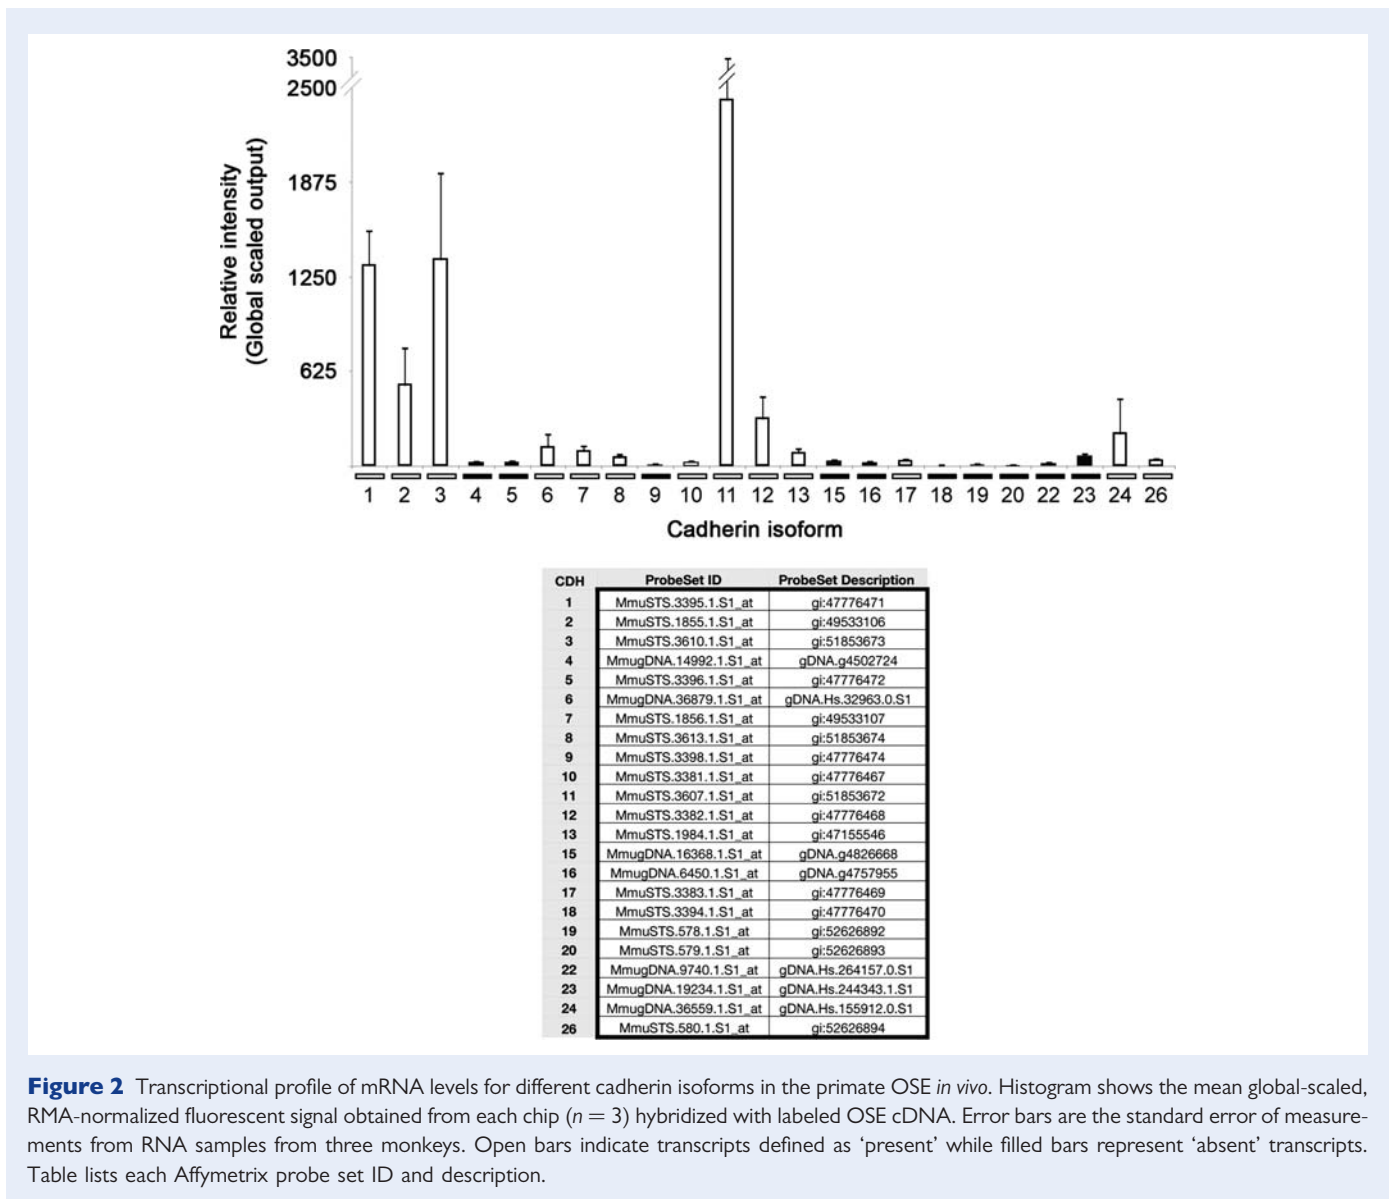 3500
2500
1875
1250
625
Relative intensity
(Global scaled output)
1 2 3 4 5 6 7 8 9 10 11 12 13 15 16 17 18 19 20 22 23 24 26
Cadherin isoform
CDH ProbeSet ID ProbeSet Description
1 MmuSTS.3395.1.S1_at gi:47776471
2 MmuSTS.1855.1.S1_at gi:49533106
3 MmuSTS.3610.1.S1_at gi:51853673
4 MmugDNA.14992.1.S1_at gDNA.g4502724
5 MmuSTS.3396.1.S1_at gi:47776472
6 MmugDNA.36879.1.S1_at gDNA.Hs.32963.0.S1
7 MmuSTS.1856.1.S1_at gi:49533107
8 MmuSTS.3613.1.S1_at gi:51853674
9 MmuSTS.3398.1.S1_at gi:47776474
10 MmuSTS.3381.1.S1_at gi:47776467
11 MmuSTS.3607.1.S1_at gi:51853672
12 MmuSTS.3382.1.S1_at gi:47776468
13 MmuSTS.1984.1.S1_at gi:47155546
15 MmugDNA.16368.1.S1_at gDNA.g4826668
16 MmugDNA.6450.1.S1_at gDNA.g4757955
17 MmuSTS.3383.1.S1_at gi:47776469
18 MmuSTS.3394.1.S1_at gi:47776470
19 MmuSTS.578.1.S1_at gi:52626892
20 MmuSTS.579.1.S1_at gi:52626893
22 MmugDNA.9740.1.S1_at gDNA.Hs.264157.0.S1
23 MmugDNA.19234.1.S1_at gDNA.Hs.244343.1.S1
24 MmugDNA.36559.1.S1_at gDNA.Hs.155912.0.S1
26 MmuSTS.580.1.S1_at gi:52626894
Figure 2 Transcriptional profile of mRNA levels for different cadherin isoforms in the primate OSE in vivo. Histogram shows the mean global-scaled,
RMA-normalized fluorescent signal obtained from each chip (n = 3) hybridized with labeled OSE cDNA. Error bars are the standard error of measure-
ments from RNA samples from three monkeys. Open bars indicate transcripts defined as ‘present’ while filled bars represent ‘absent’ transcripts.
Table lists each Affymetrix probe set ID and description.